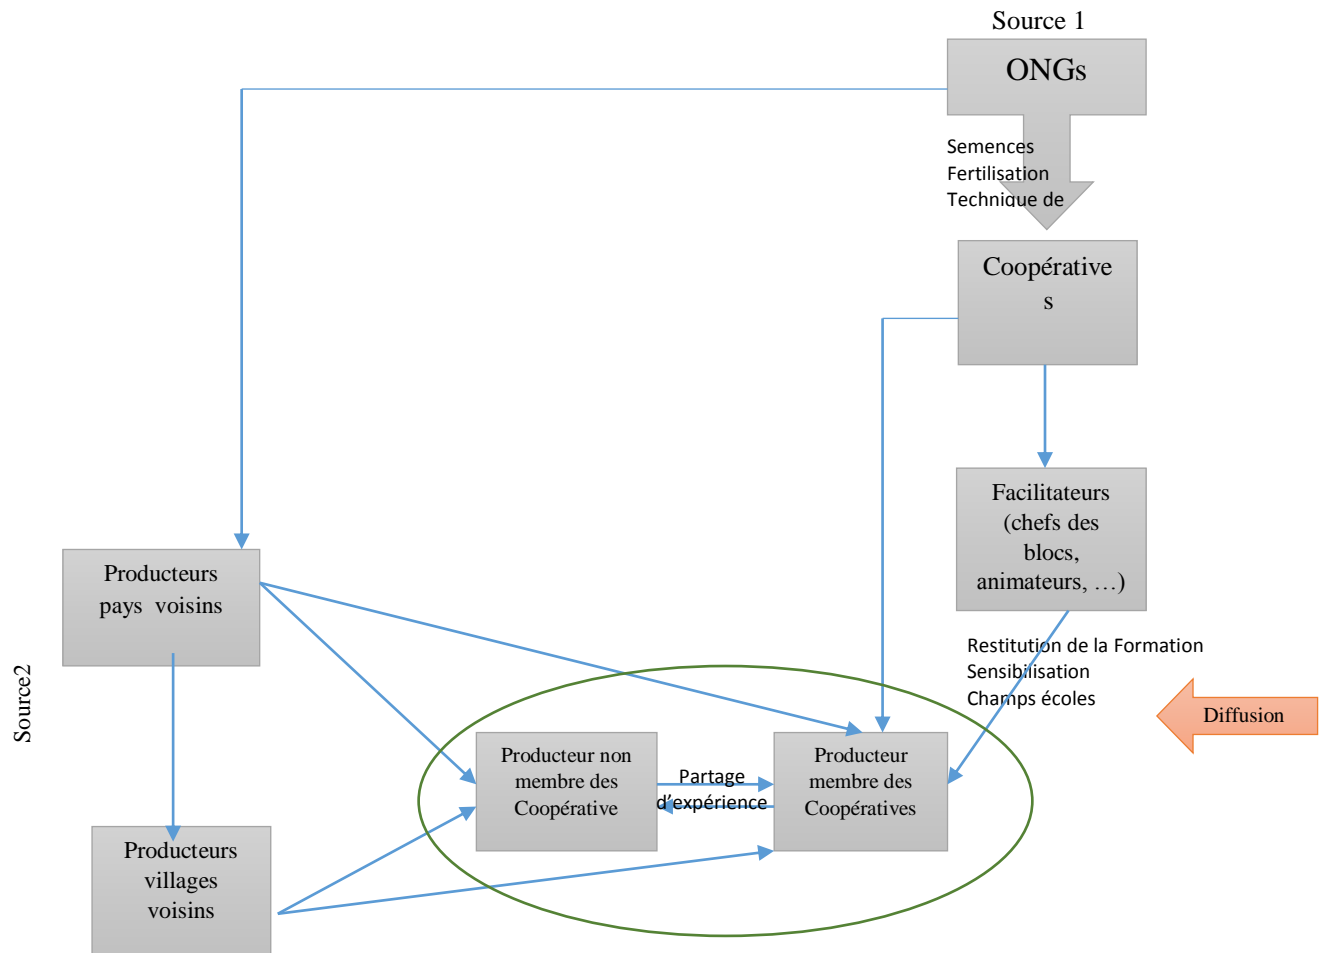 Source 1
ONGs
Semences
Fertilisation
Technique de
Coopérative
s
Facilitateurs
(chefs des
blocs,
animateurs, …)
Producteurs
pays voisins
Restitution de la Formation
Sensibilisation
Champs écoles
Source2
Diffusion
Producteur non
membre des
Coopérative
Partage
d’expérience
Producteur
membre des
Coopératives
Producteurs
villages
voisins